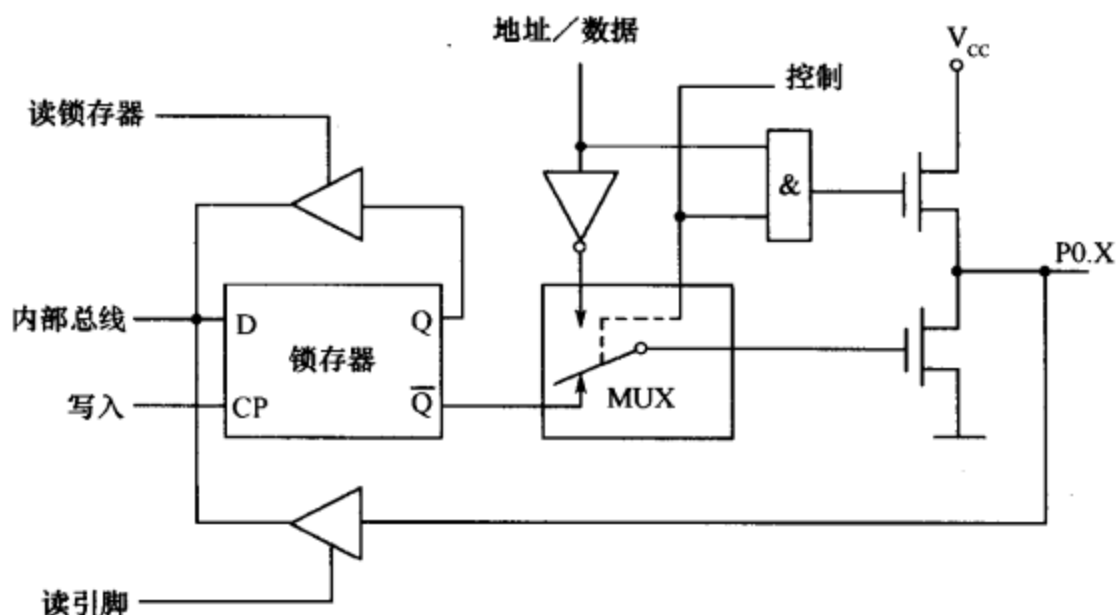 地址／数据
V_CC
控制
读锁存器
&
P0.X
内部总线
D
Q
锁存器
写入
CP
Q̅
MUX
读引脚